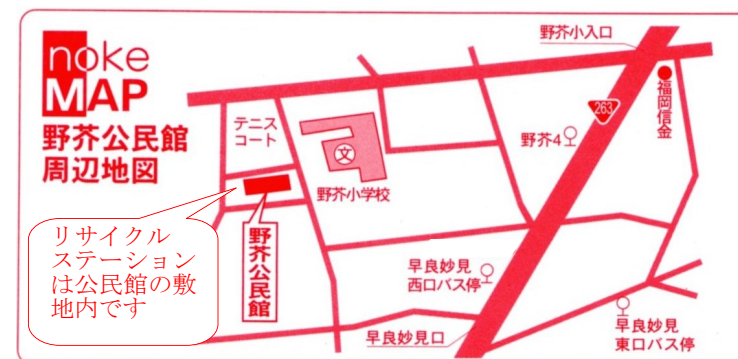 noke
MAP
野芥公民館
周辺地図
リサイクル
ステーション
は公民館の敷
地内です
テニス
コート
文
野芥小学校
野芥公民館
野芥小入口
263
福岡信金
野芥4
早良妙見
西口バス停
早良妙見口
早良妙見
東口バス停